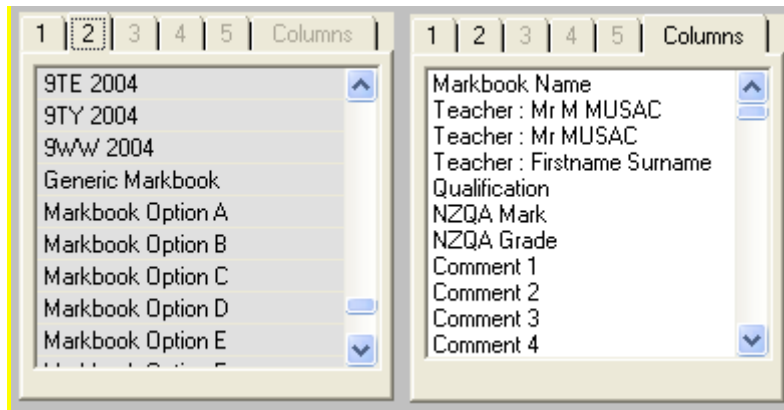 1 2 3 4 5 Columns
9TE 2004
9TY 2004
9WW 2004
Generic Markbook
Markbook Option A
Markbook Option B
Markbook Option C
Markbook Option D
Markbook Option E
1 2 3 4 5 Columns
Markbook Name
Teacher : Mr M MUSAC
Teacher : Mr MUSAC
Teacher : Firstname Surname
Qualification
NZQA Mark
NZQA Grade
Comment 1
Comment 2
Comment 3
Comment 4